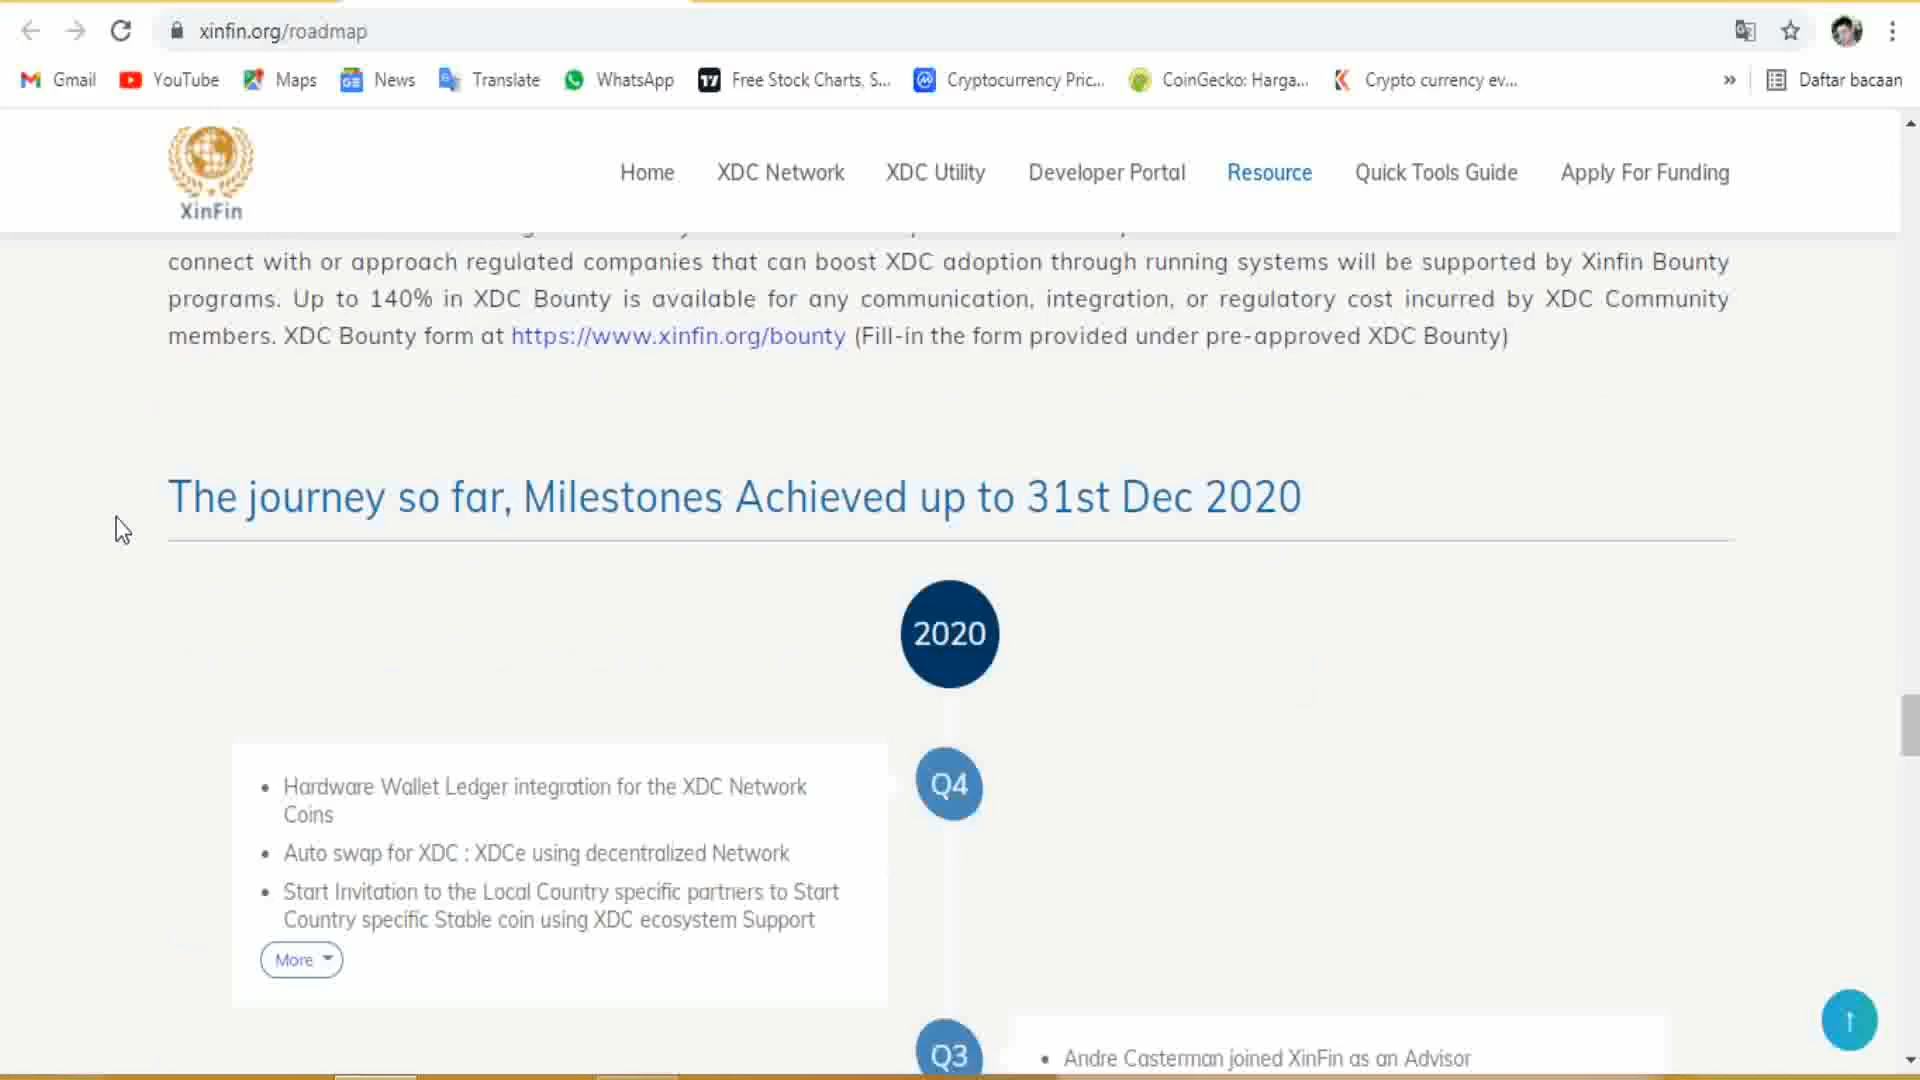 xinfin.org/roadmap
Gmail YouTube Maps News Translate WhatsApp Free Stock Charts, S... Cryptocurrency Pric... CoinGecko: Harga... Crypto currency ev... » Daftar bacaan
XinFin
Home XDC Network XDC Utility Developer Portal Resource Quick Tools Guide Apply For Funding
connect with or approach regulated companies that can boost XDC adoption through running systems will be supported by Xinfin Bounty
programs. Up to 140% in XDC Bounty is available for any communication, integration, or regulatory cost incurred by XDC Community
members. XDC Bounty form at https://www.xinfin.org/bounty (Fill-in the form provided under pre-approved XDC Bounty)
The journey so far, Milestones Achieved up to 31st Dec 2020
2020
Q4
• Hardware Wallet Ledger integration for the XDC Network
Coins
• Auto swap for XDC : XDCe using decentralized Network
• Start Invitation to the Local Country specific partners to Start
Country specific Stable coin using XDC ecosystem Support
More
Q3
• Andre Casterman joined XinFin as an Advisor